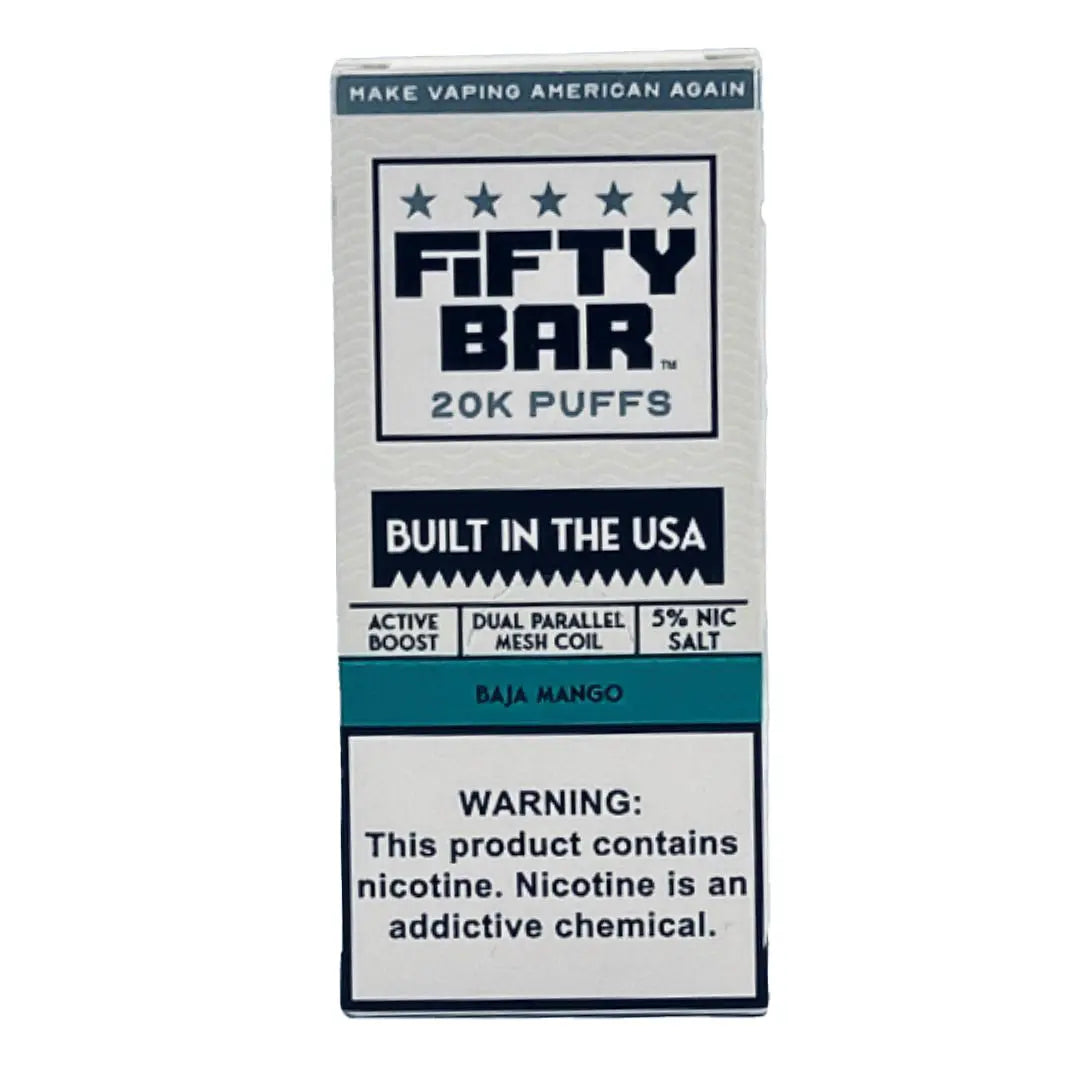 MAKE VAPING AMERICAN AGAIN
FiFTY
BAR™
20K PUFFS
BUILT IN THE USA
ACTIVE BOOST
DUAL PARALLEL MESH COIL
5% NIC SALT
BAJA MANGO
WARNING:
This product contains
nicotine. Nicotine is an
addictive chemical.